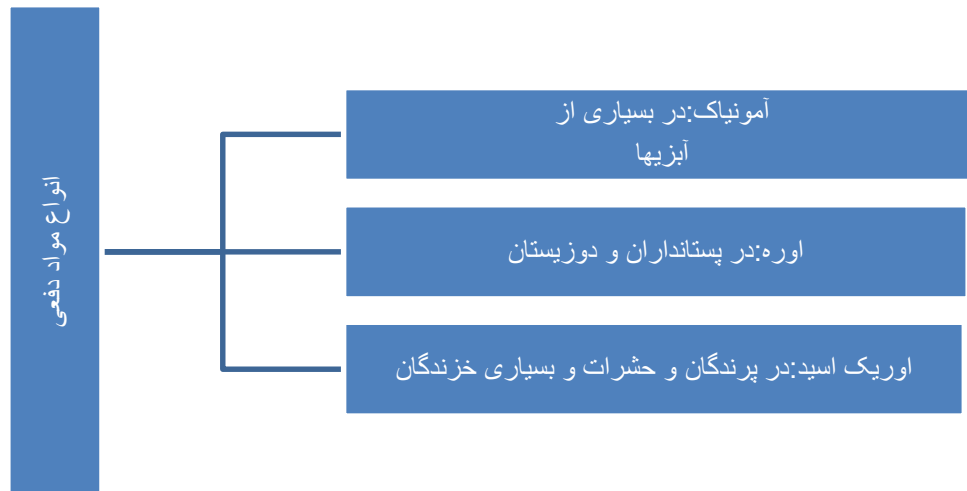 انواع مواد دفعی
آمونیاک:در بسیاری از
آبزیها
اوره:در پستانداران و دوزیستان
اوریک اسید:در پرندگان و حشرات و بسیاری خزندگان